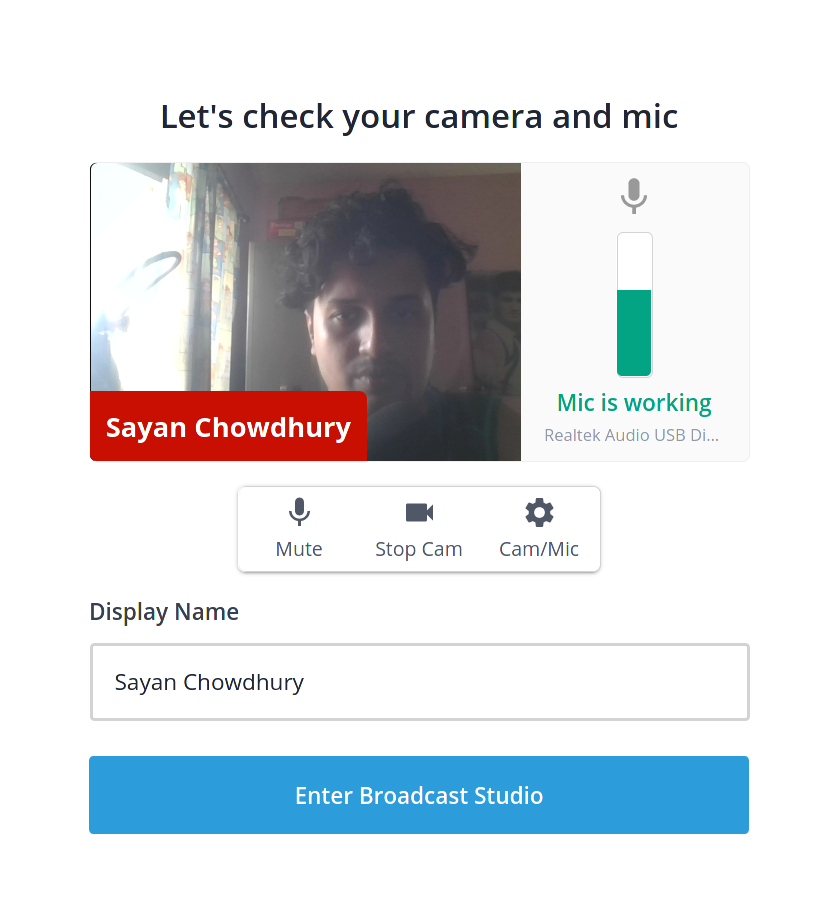 Let's check your camera and mic
Sayan Chowdhury
Mic is working
Realtek Audio USB Di...
Mute Stop Cam Cam/Mic
Display Name
Sayan Chowdhury
Enter Broadcast Studio